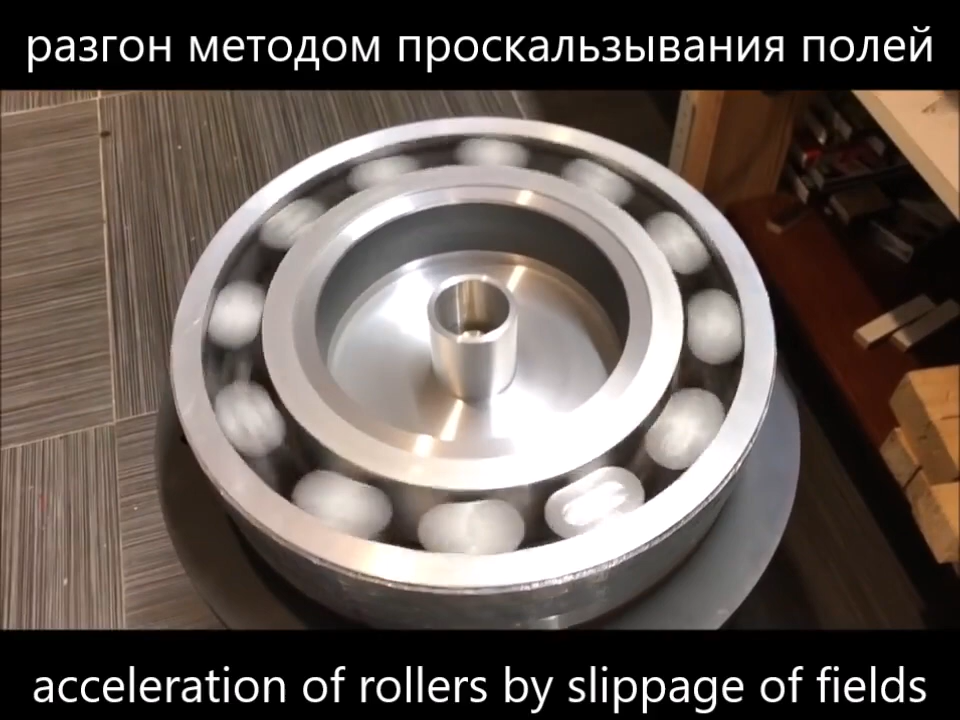 разгон методом проскальзывания полей
acceleration of rollers by slippage of fields